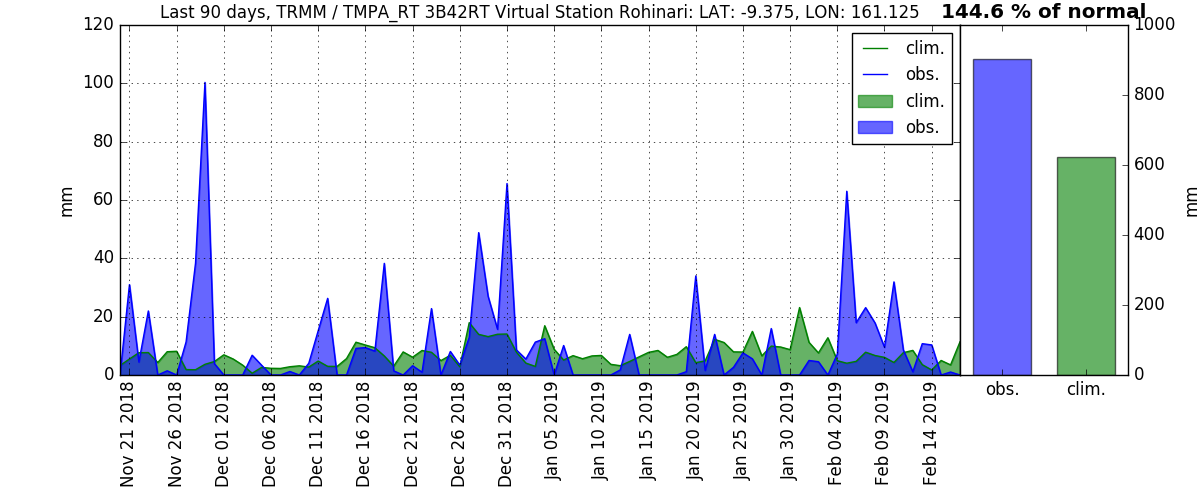 Last 90 days, TRMM / TMPA_RT 3B42RT Virtual Station Rohinari: LAT: -9.375, LON: 161.125
144.6 % of normal
120
100
80
60
40
20
0
mm
clim.
obs.
clim.
obs.
1000
800
600
400
200
0
mm
obs.
clim.
Nov 21 2018
Nov 26 2018
Dec 01 2018
Dec 06 2018
Dec 11 2018
Dec 16 2018
Dec 21 2018
Dec 26 2018
Dec 31 2018
Jan 05 2019
Jan 10 2019
Jan 15 2019
Jan 20 2019
Jan 25 2019
Jan 30 2019
Feb 04 2019
Feb 09 2019
Feb 14 2019